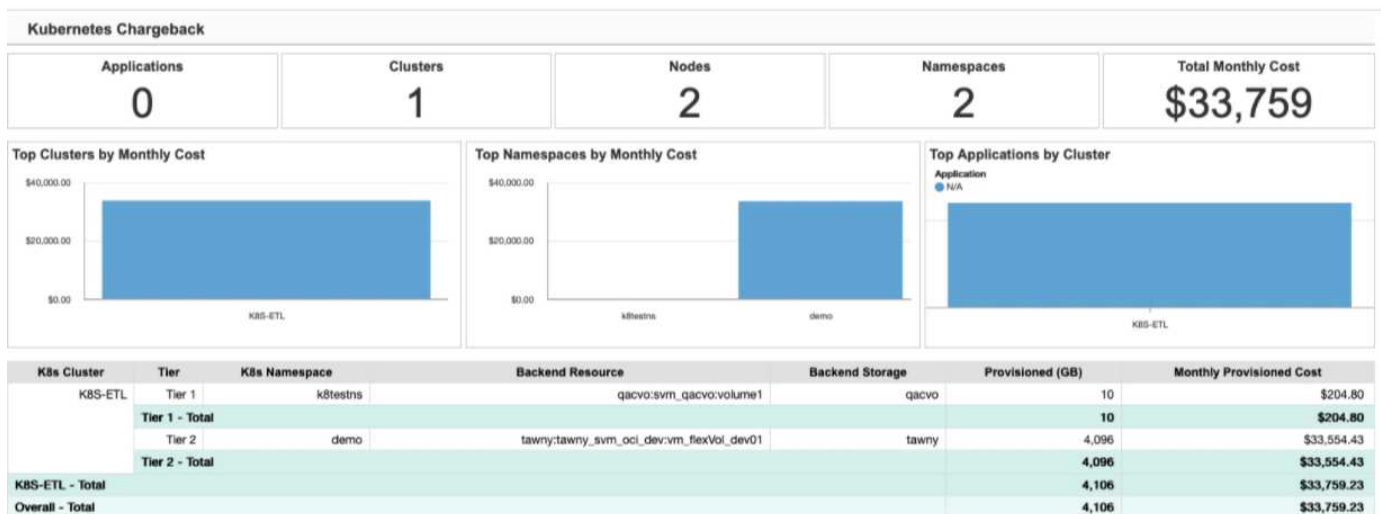 Kubernetes Chargeback
Applications Clusters Nodes Namespaces Total Monthly Cost
0 1 2 2 $33,759
Top Clusters by Monthly Cost
$40,000.00
$20,000.00
$0.00
K8S-ETL
Top Namespaces by Monthly Cost
$40,000.00
$20,000.00
$0.00
k8testns demo
Top Applications by Cluster
Application
N/A
K8S-ETL
K8s Cluster Tier K8s Namespace Backend Resource Backend Storage Provisioned (GB) Monthly Provisioned Cost
K8S-ETL Tier 1 k8testns qacvo:svm_qacvo:volume1 qacvo 10 $204.80
Tier 1 - Total 10 $204.80
Tier 2 demo tawny:tawny_svm_oci_dev:vm_flexVol_dev01 tawny 4,096 $33,554.43
Tier 2 - Total 4,096 $33,554.43
K8S-ETL - Total 4,106 $33,759.23
Overall - Total 4,106 $33,759.23